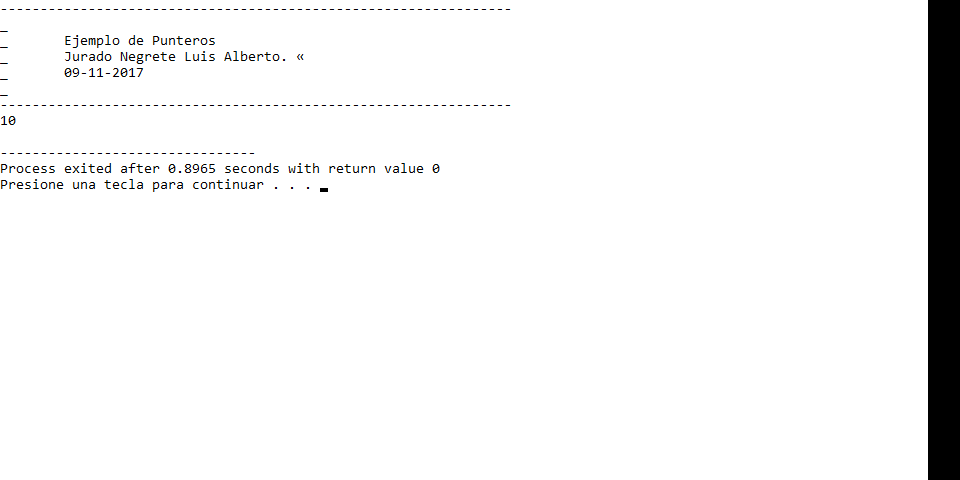 ----------------------------------------------------------------
_
_       Ejemplo de Punteros
_       Jurado Negrete Luis Alberto. «
_       09-11-2017
_
----------------------------------------------------------------
10

--------------------------------
Process exited after 0.8965 seconds with return value 0
Presione una tecla para continuar . . .